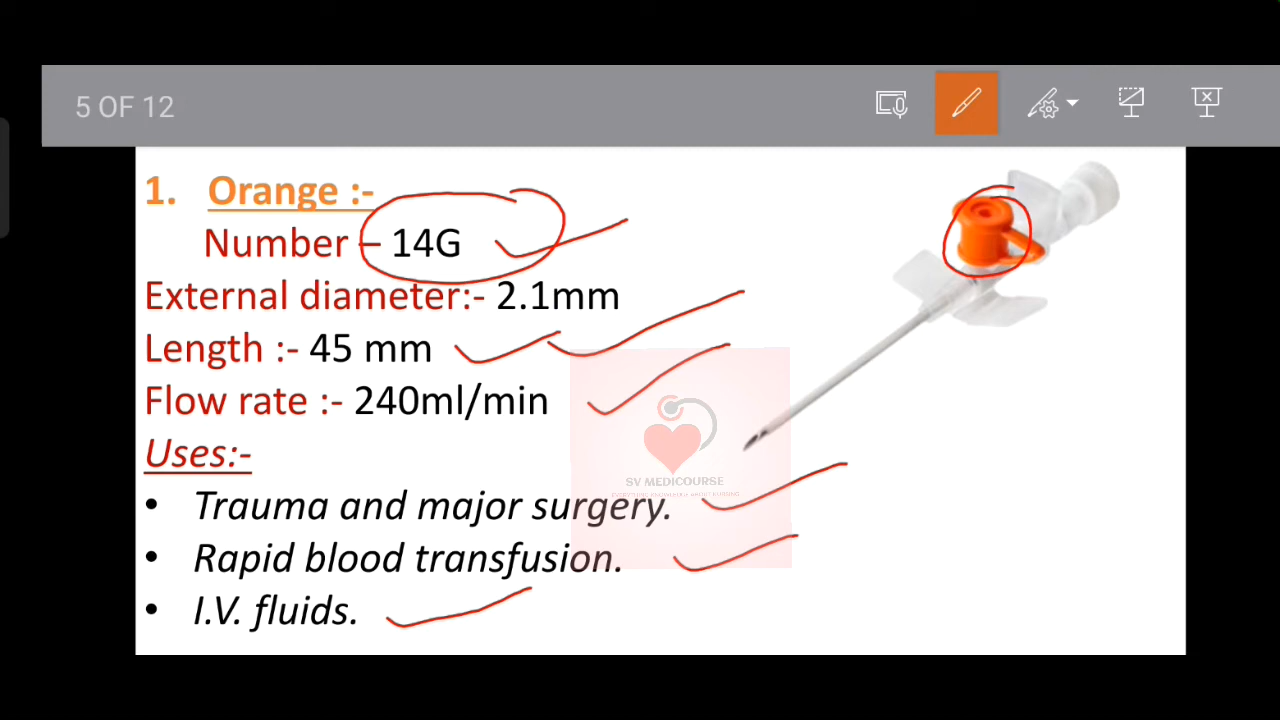 5 OF 12
1. Orange :-
Number – 14G
External diameter:- 2.1mm
Length :- 45 mm
Flow rate :- 240ml/min
Uses:-
• Trauma and major surgery.
• Rapid blood transfusion.
• I.V. fluids.
SV MEDICOURSE